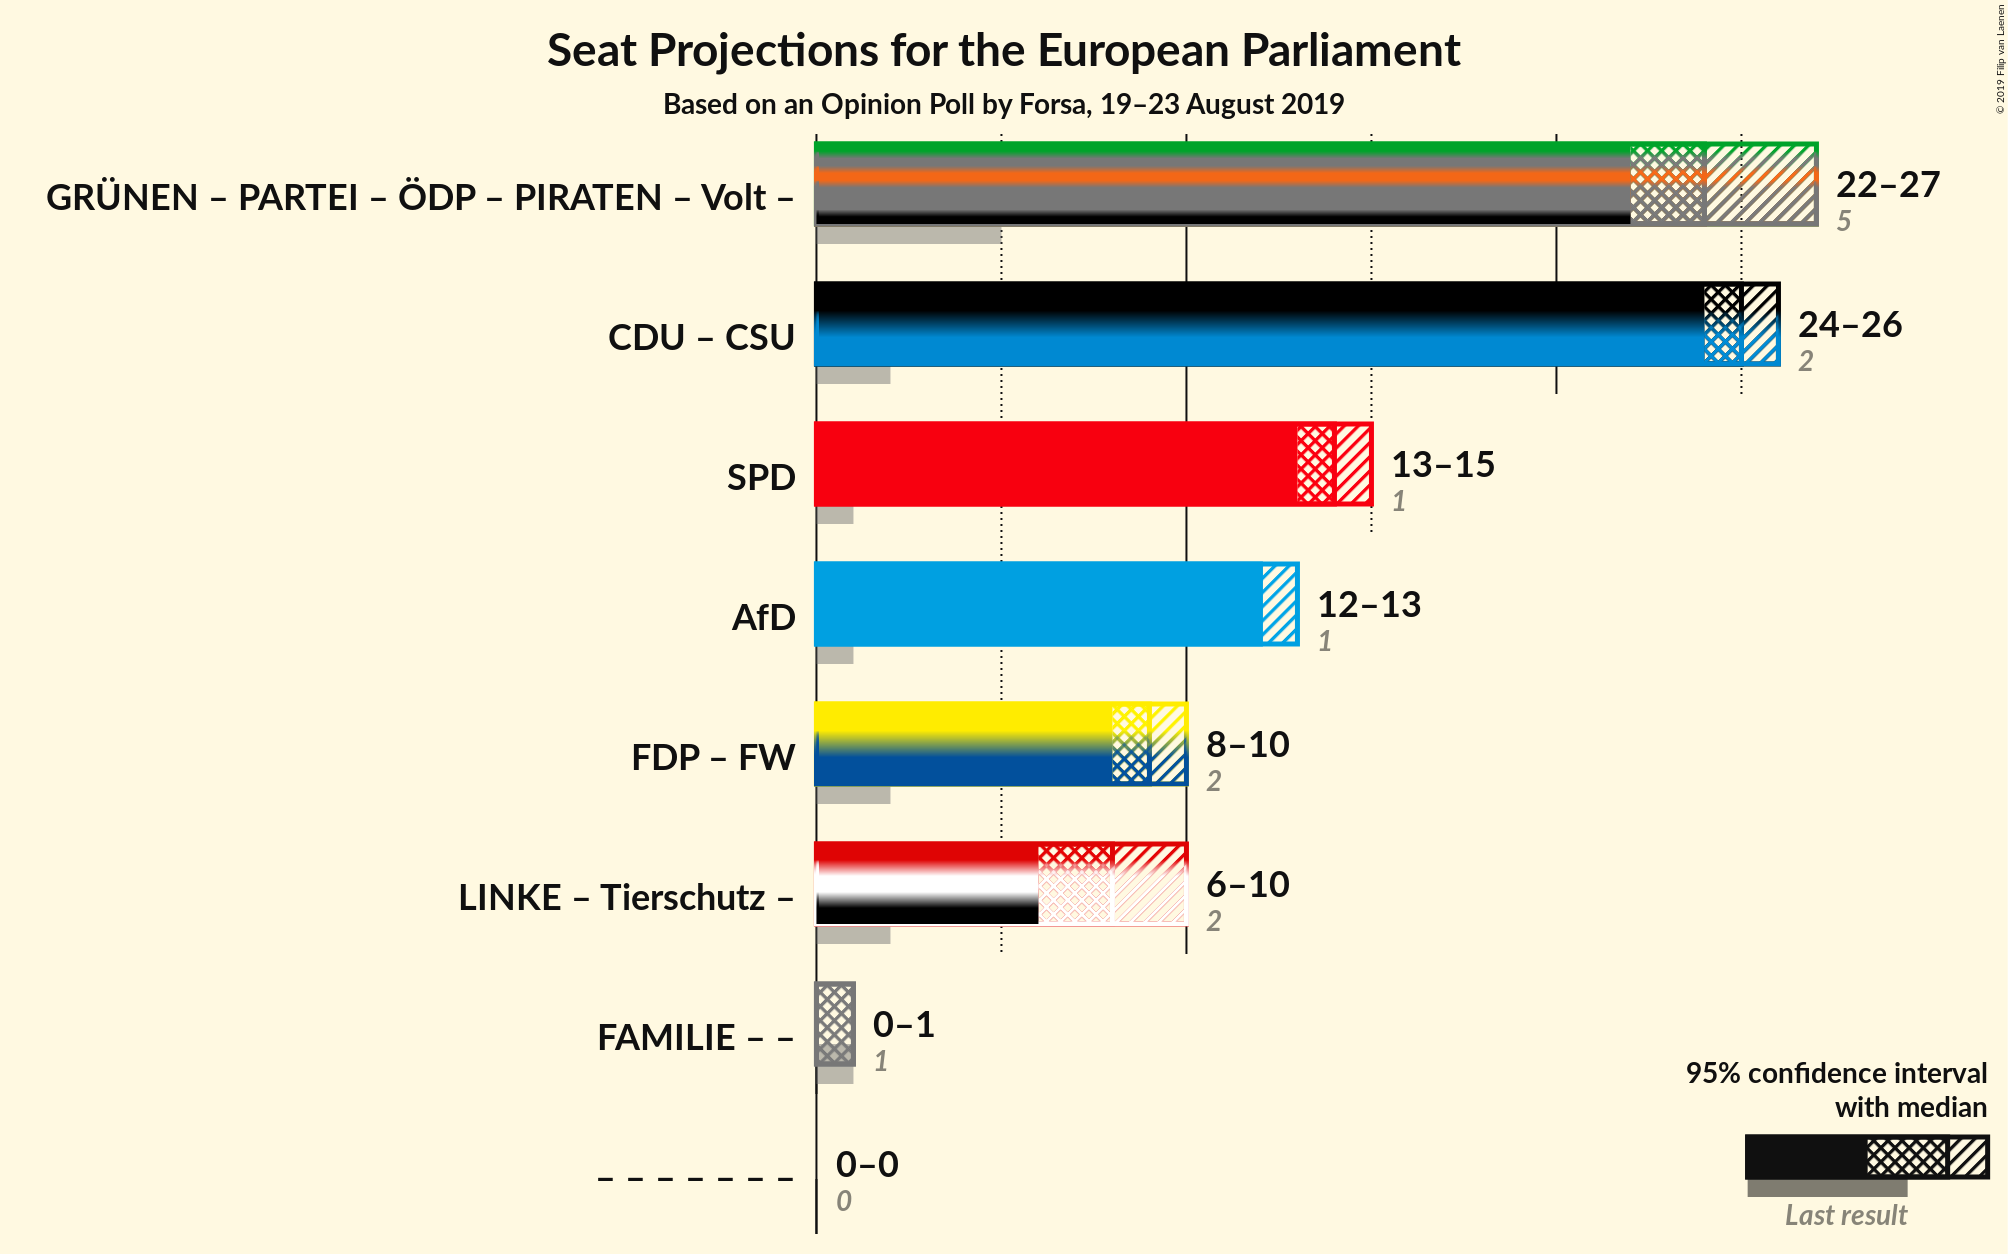 Seat Projections for the European Parliament
Based on an Opinion Poll by Forsa, 19–23 August 2019
© 2019 Filip van Laenen
GRÜNEN – PARTEI – ÖDP – PIRATEN – Volt –
22–27
5
CDU – CSU
24–26
2
SPD
13–15
1
AfD
12–13
1
FDP – FW
8–10
2
LINKE – Tierschutz –
6–10
2
FAMILIE – –
0–1
1
– – – – – – –
0–0
0
95% confidence interval
with median
Last result